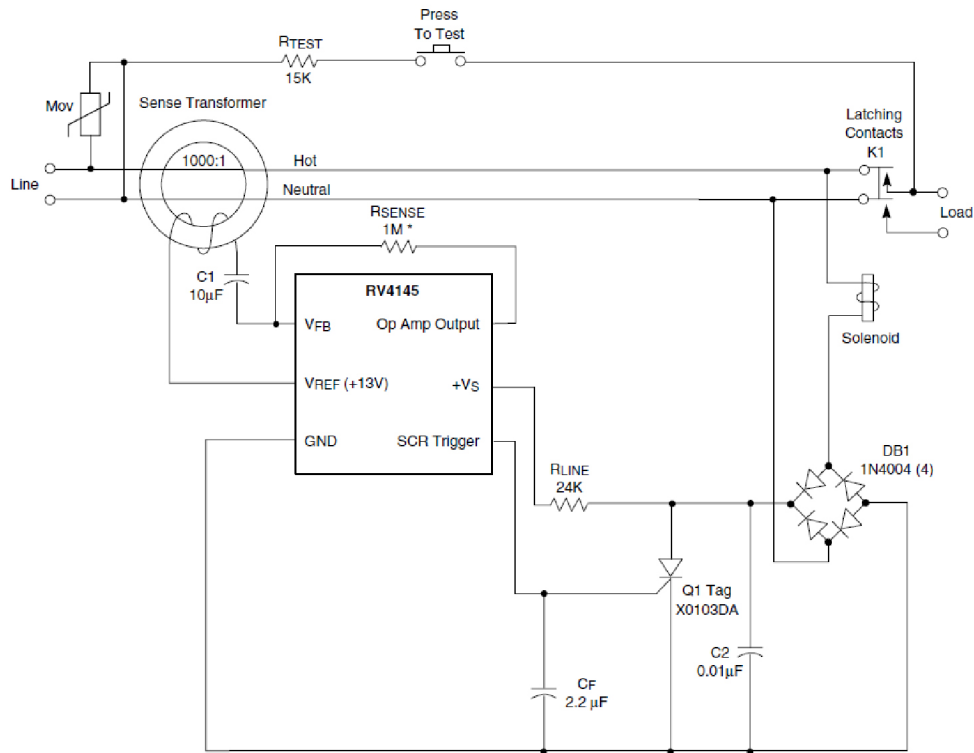 Press
To Test
RTEST
15K
Mov
Sense Transformer
Latching
Contacts
K1
1000:1
Hot
Line
Neutral
Load
RSENSE
1M *
C1
10µF
RV4145
VFB
Op Amp Output
Solenoid
VREF (+13V)
+VS
GND
SCR Trigger
DB1
1N4004 (4)
RLINE
24K
Q1 Tag
X0103DA
C2
0.01µF
CF
2.2 µF